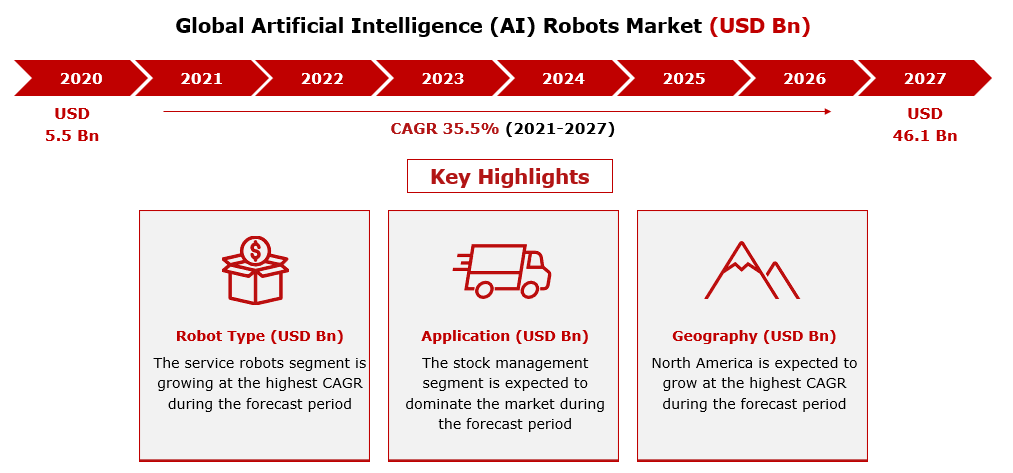 Global Artificial Intelligence (AI) Robots Market (USD Bn)
2020 2021 2022 2023 2024 2025 2026 2027
USD
5.5 Bn
CAGR 35.5% (2021-2027)
USD
46.1 Bn
Key Highlights
$
Robot Type (USD Bn)
The service robots segment is
growing at the highest CAGR
during the forecast period
Application (USD Bn)
The stock management
segment is expected to
dominate the market during
the forecast period
Geography (USD Bn)
North America is expected to
grow at the highest CAGR
during the forecast period